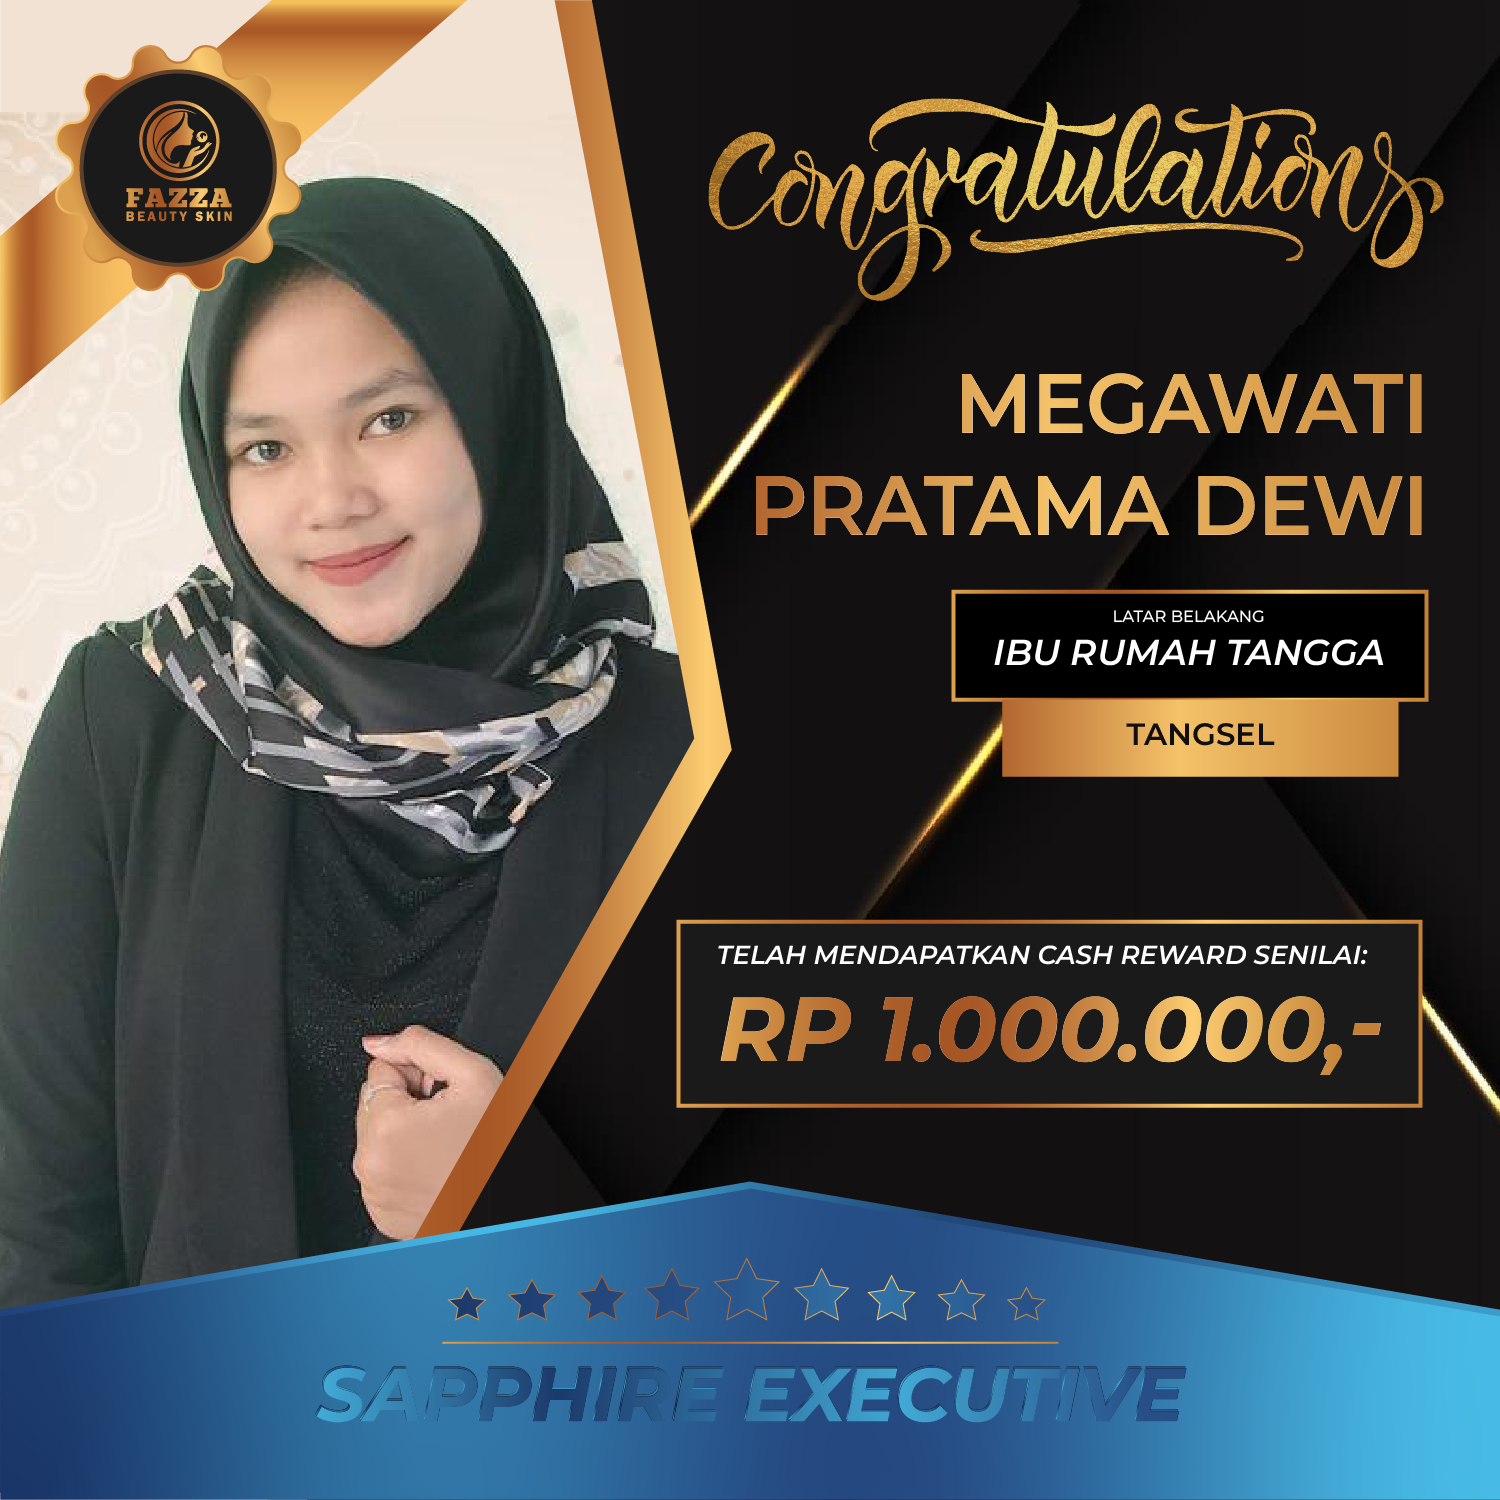 FAZZA
BEAUTY SKIN
Congratulations
MEGAWATI
PRATAMA DEWI
LATAR BELAKANG
IBU RUMAH TANGGA
TANGSEL
TELAH MENDAPATKAN CASH REWARD SENILAI:
RP 1.000.000,-
SAPPHIRE EXECUTIVE